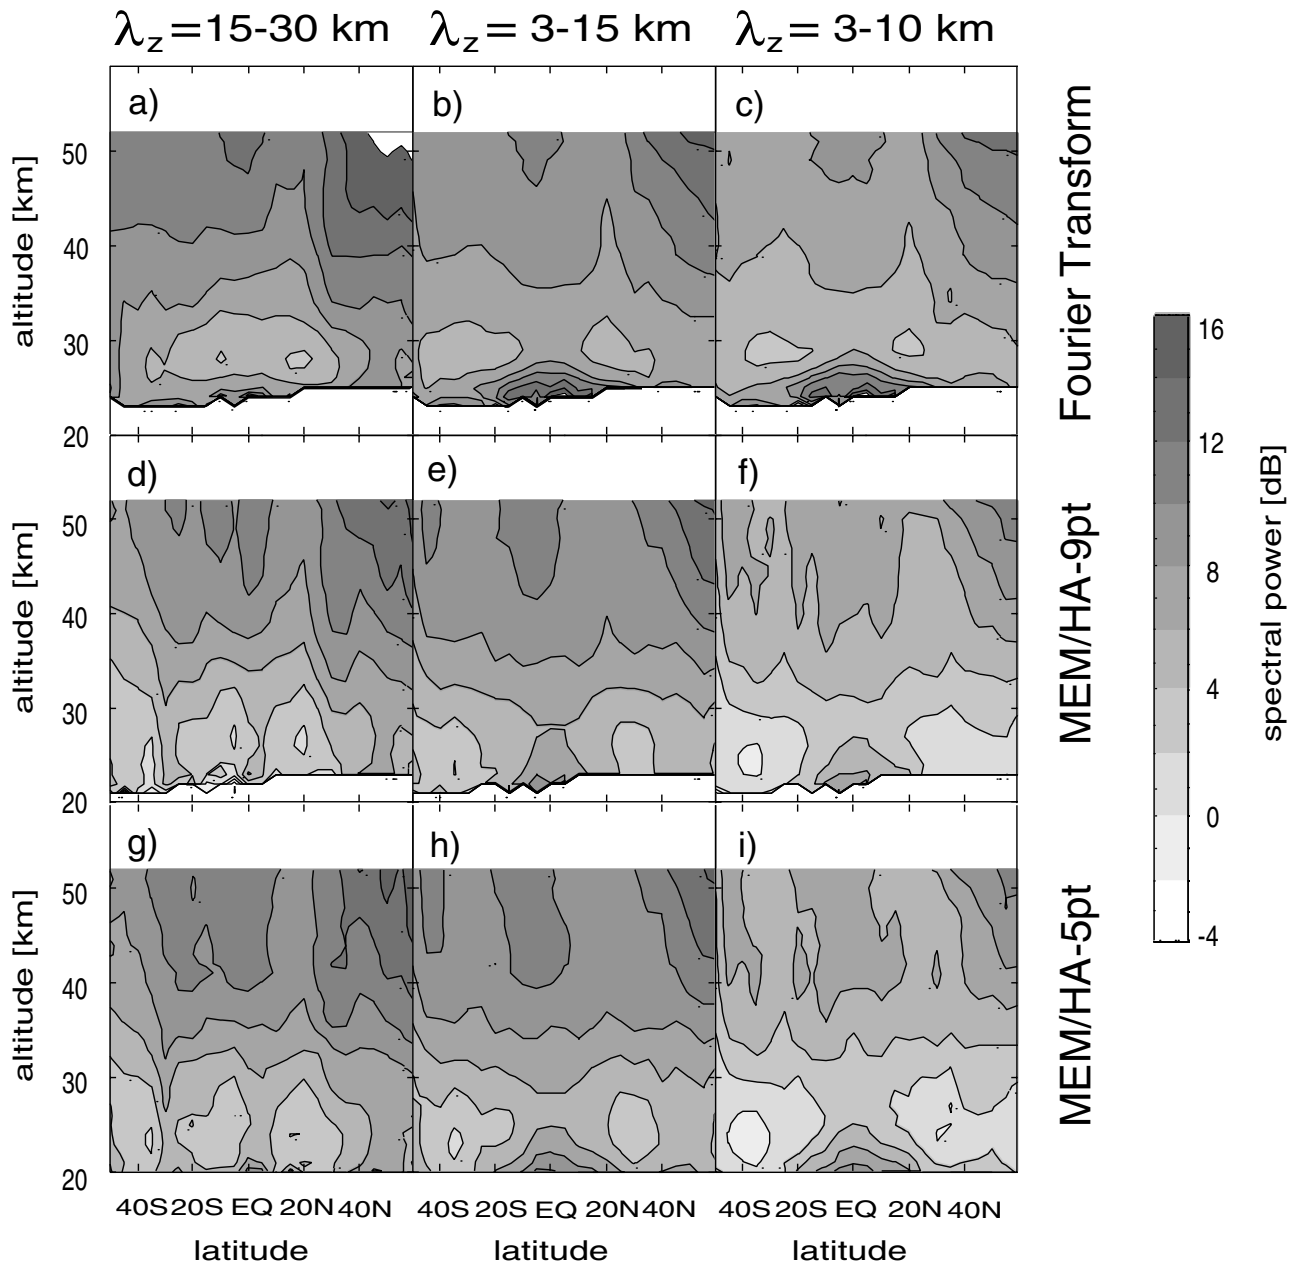 λz=15-30 km λz= 3-15 km λz= 3-10 km
a) b) c)
50
40
30
20
altitude [km]
Fourier Transform
d) e) f)
50
40
30
20
altitude [km]
MEM/HA-9pt
g) h) i)
50
40
30
20
altitude [km]
MEM/HA-5pt
40S 20S EQ 20N 40N 40S 20S EQ 20N 40N 40S 20S EQ 20N 40N
latitude latitude latitude
16
12
8
4
0
-4
spectral power [dB]